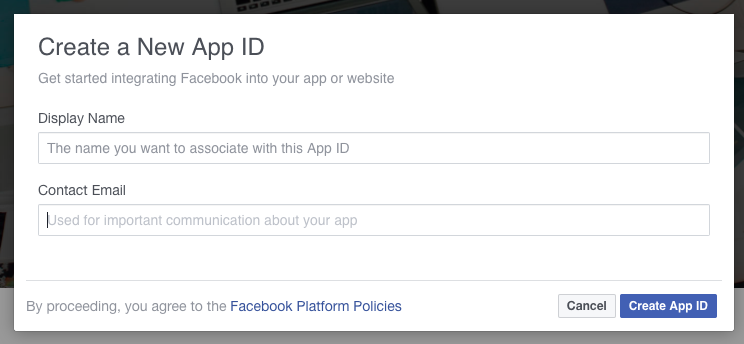 Create a New App ID
Get started integrating Facebook into your app or website
Display Name
The name you want to associate with this App ID
Contact Email
Used for important communication about your app
By proceeding, you agree to the Facebook Platform Policies
Cancel
Create App ID